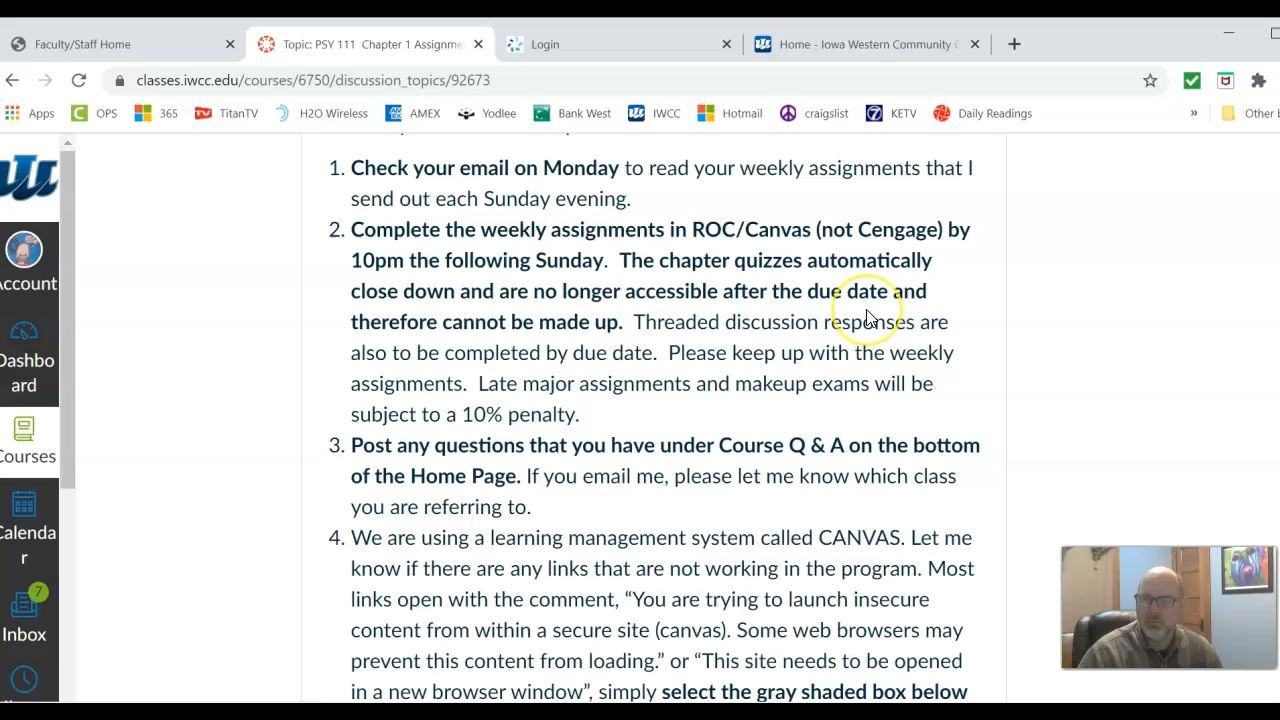 Faculty/Staff Home
Topic: PSY 111 Chapter 1 Assignme
Login
Home - Iowa Western Community C
classes.iwcc.edu/courses/6750/discussion_topics/92673
Apps OPS 365 TitanTV H2O Wireless AMEX Yodlee Bank West IWCC Hotmail craigslist KETV Daily Readings » Other b
1. Check your email on Monday to read your weekly assignments that I
send out each Sunday evening.
2. Complete the weekly assignments in ROC/Canvas (not Cengage) by
10pm the following Sunday. The chapter quizzes automatically
close down and are no longer accessible after the due date and
therefore cannot be made up. Threaded discussion responses are
also to be completed by due date. Please keep up with the weekly
assignments. Late major assignments and makeup exams will be
subject to a 10% penalty.
3. Post any questions that you have under Course Q & A on the bottom
of the Home Page. If you email me, please let me know which class
you are referring to.
4. We are using a learning management system called CANVAS. Let me
know if there are any links that are not working in the program. Most
links open with the comment, “You are trying to launch insecure
content from within a secure site (canvas). Some web browsers may
prevent this content from loading.” or “This site needs to be opened
in a new browser window”, simply select the gray shaded box below
Account
Dashbo
ard
Courses
Calenda
r
7
Inbox